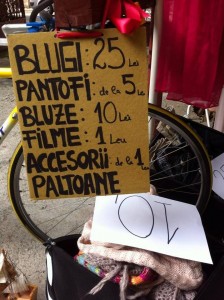 BLUGI: 25 Lei
PANTOFI: de la 5 Lei
BLUZE: 10 Lei
FILME: 1 Leu
ACCESORII: de la 1 Leu
PALTOANE
10